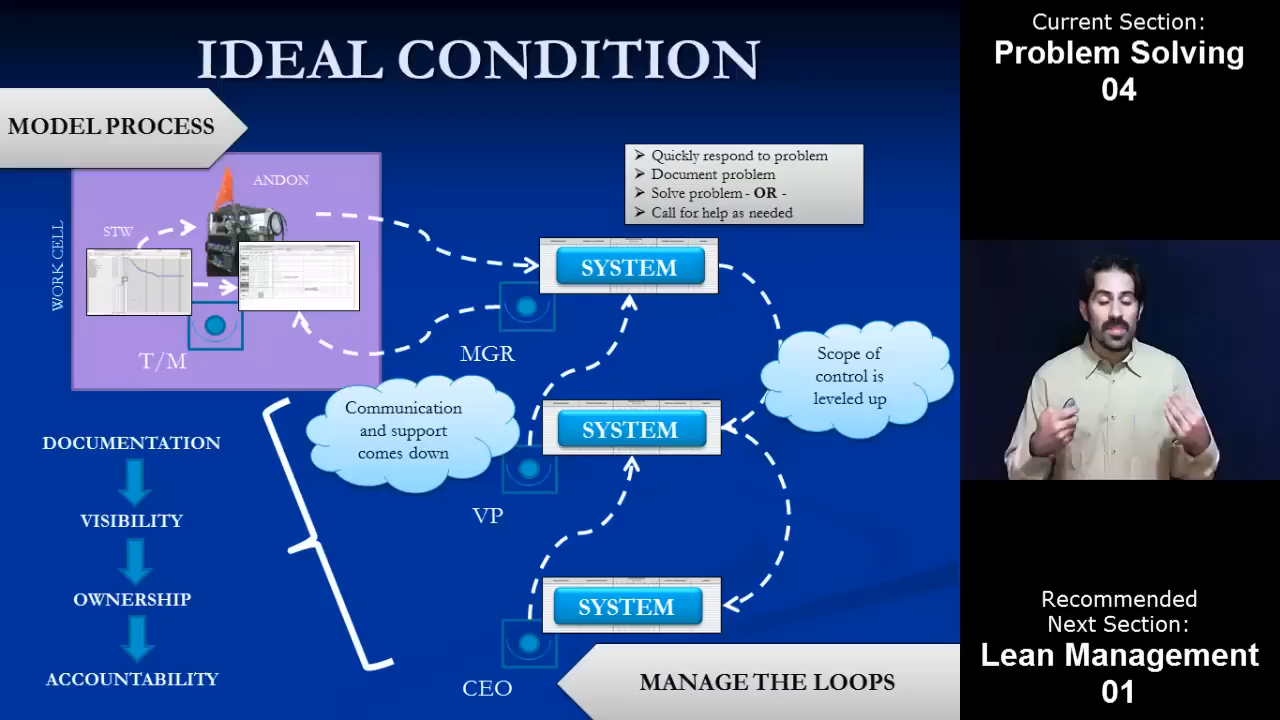 IDEAL CONDITION
MODEL PROCESS
ANDON
STW
WORK CELL
T/M
➢ Quickly respond to problem
➢ Document problem
➢ Solve problem - OR -
➢ Call for help as needed
SYSTEM
MGR
Scope of
control is
leveled up
Communication
and support
comes down
SYSTEM
VP
DOCUMENTATION
VISIBILITY
OWNERSHIP
ACCOUNTABILITY
SYSTEM
CEO
MANAGE THE LOOPS
Current Section:
Problem Solving
04
Recommended
Next Section:
Lean Management
01